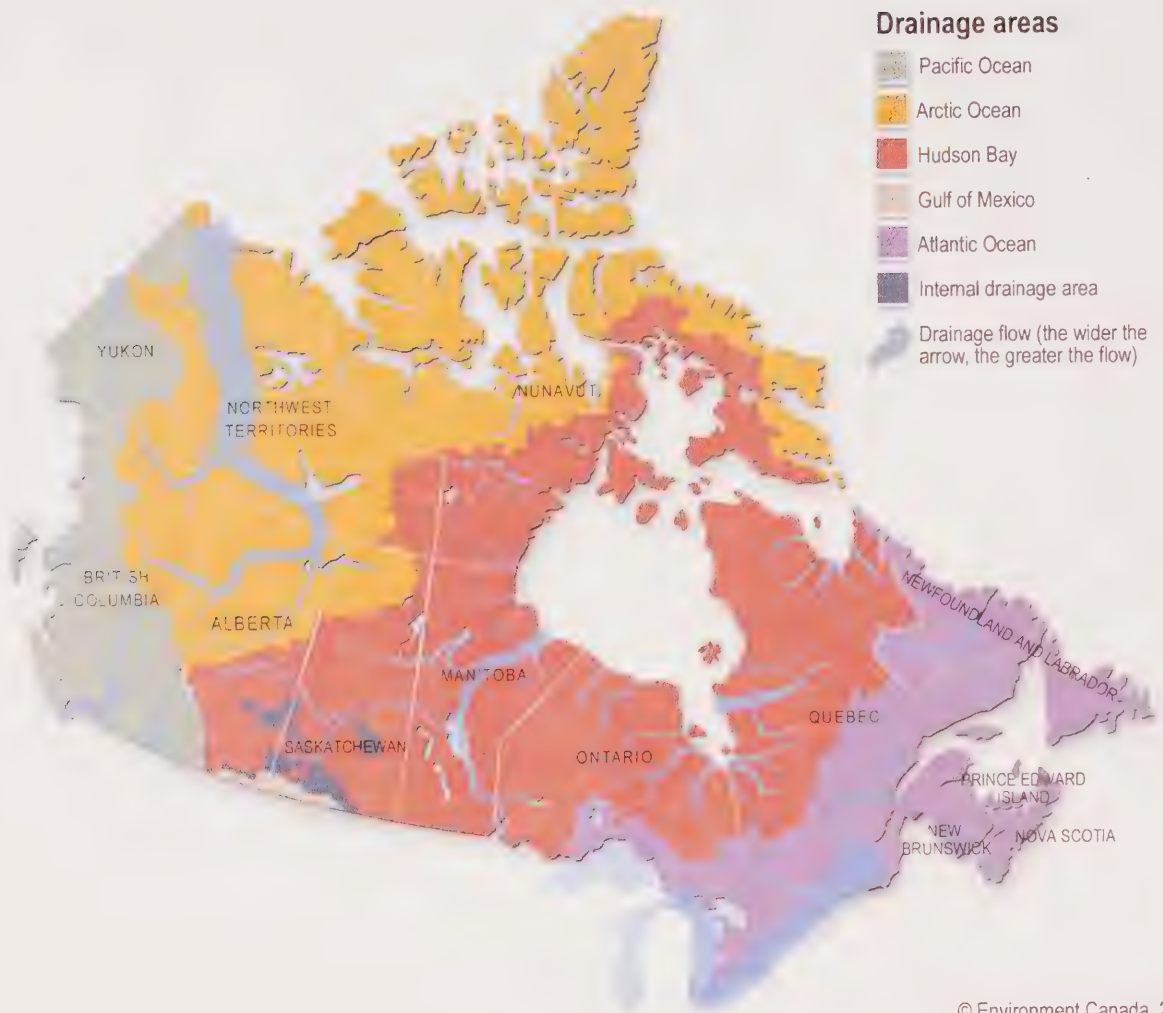 Drainage areas
Pacific Ocean
Arctic Ocean
Hudson Bay
Gulf of Mexico
Atlantic Ocean
Internal drainage area
Drainage flow (the wider the
arrow, the greater the flow)
YUKON
NORTHWEST
TERRITORIES
NUNAVUT
BRITISH
COLUMBIA
ALBERTA
SASKATCHEWAN
MANITOBA
ONTARIO
QUEBEC
NEWFOUNDLAND AND LABRADOR
PRINCE EDWARD
ISLAND
NEW
BRUNSWICK
NOVA SCOTIA
© Environment Canada,